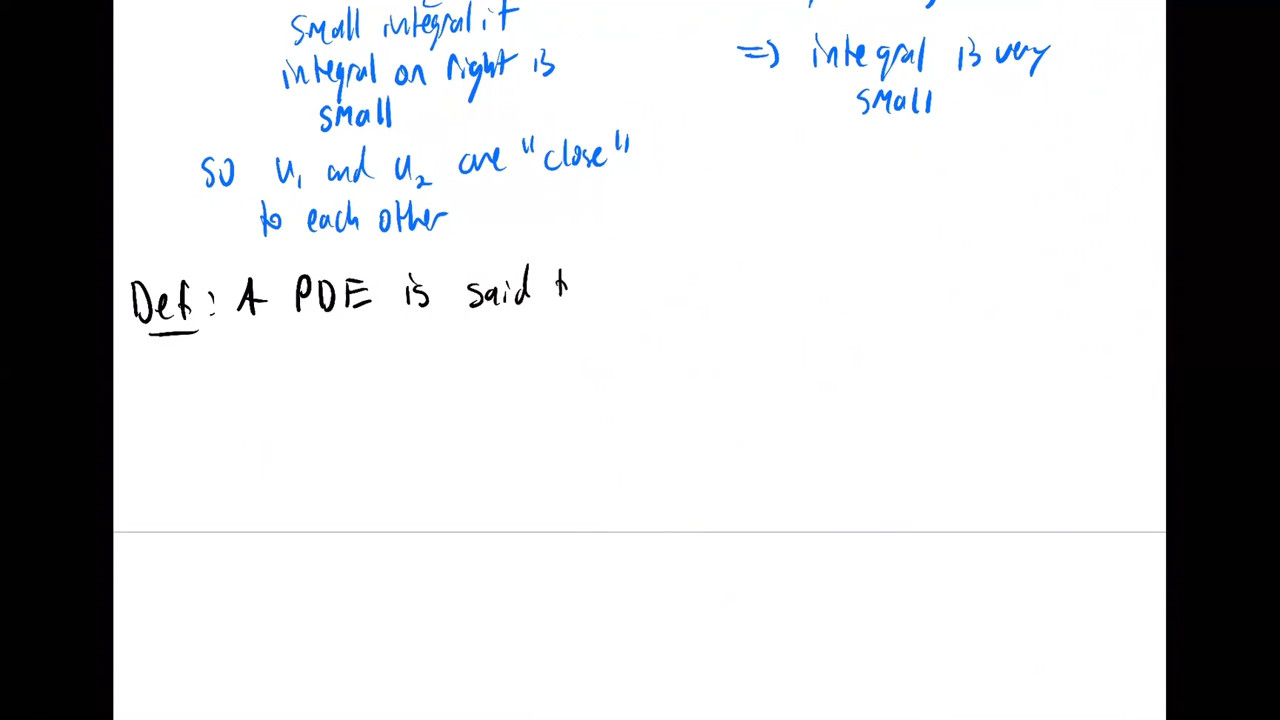 small integral if
integral on right is
small
so u₁ and u₂ are "close"
to each other
=> integral is very
small
Def: A PDE is said t